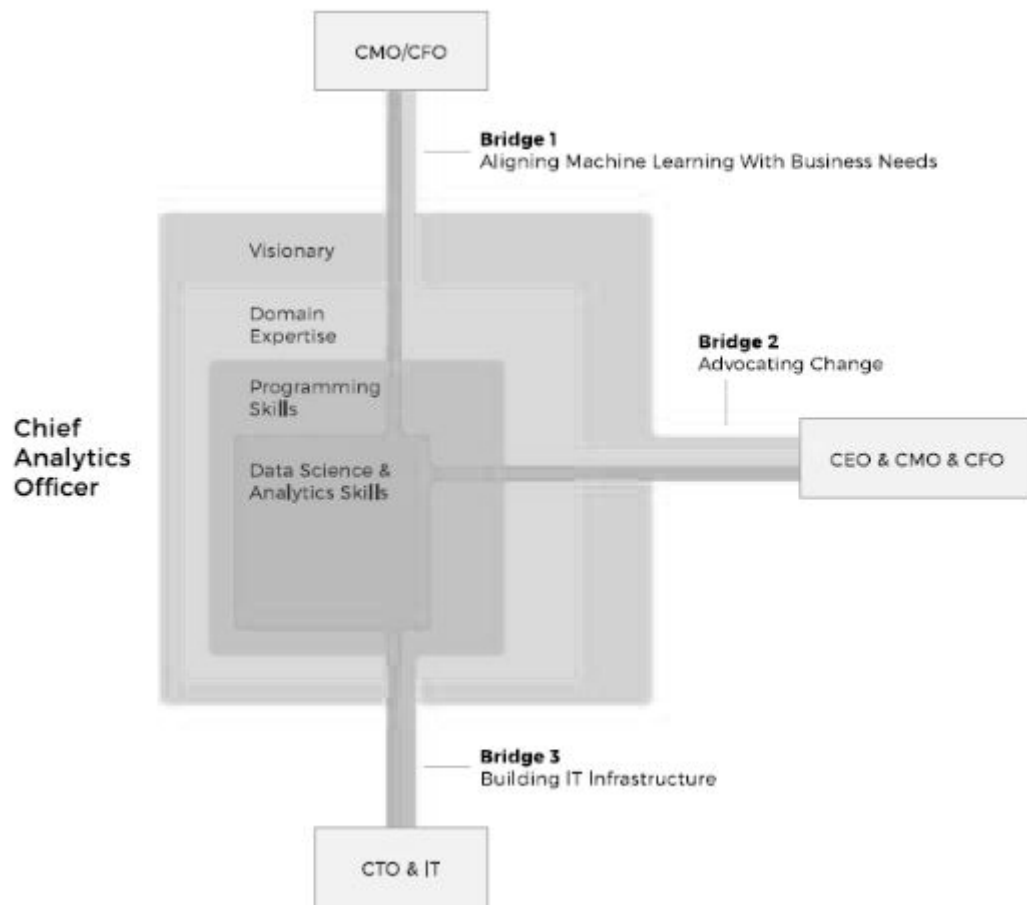 CMO/CFO
Bridge 1
Aligning Machine Learning With Business Needs
Visionary
Domain
Expertise
Bridge 2
Advocating Change
Programming
Skills
Chief
Analytics
Officer
Data Science &
Analytics Skills
CEO & CMO & CFO
Bridge 3
Building IT Infrastructure
CTO & IT